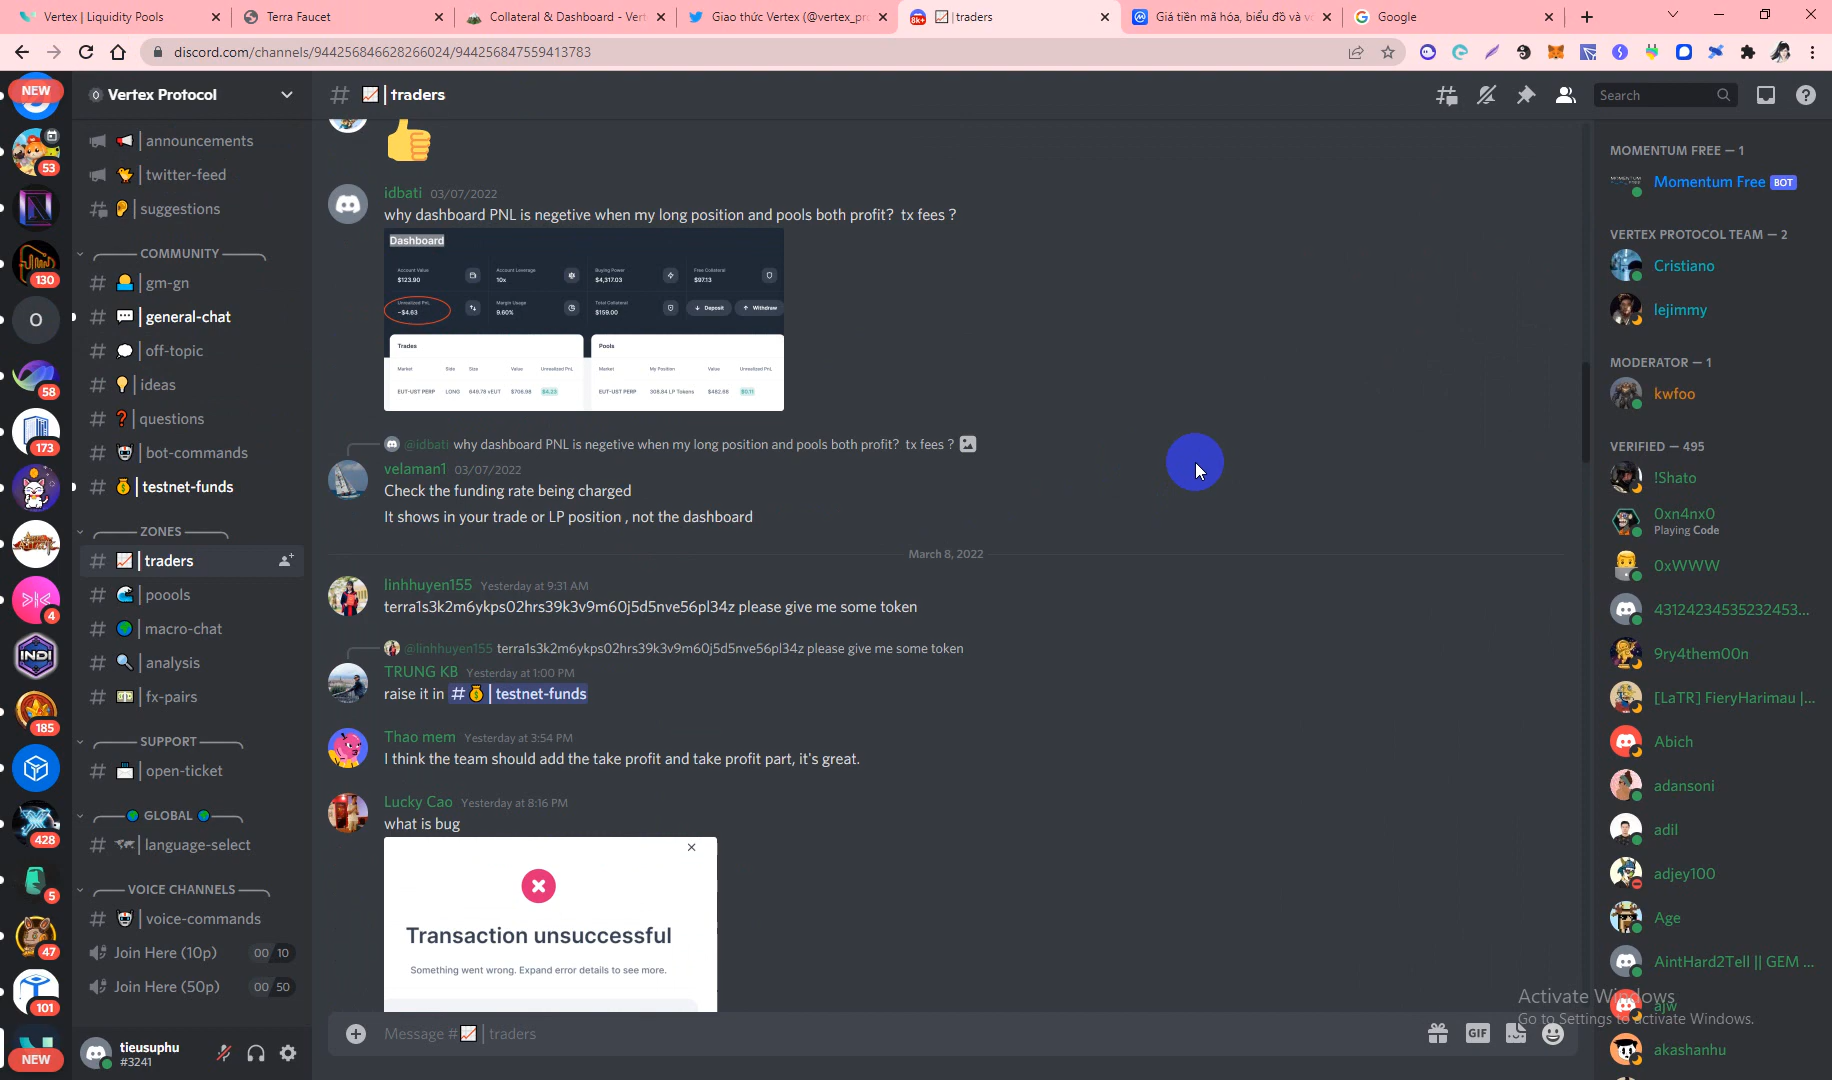 Vertex | Liquidity Pools
Terra Faucet
Collateral & Dashboard - Vert
Giao thức Vertex (@vertex_pro
8k+ | traders
Giá tiền mã hóa, biểu đồ và vố
Google
discord.com/channels/944256846628266024/944256847559413783
NEW
53
130
O
58
173
4
INDI
185
428
5
47
101
NEW
Vertex Protocol
announcements
twitter-feed
suggestions
COMMUNITY
gm-gn
general-chat
off-topic
ideas
questions
bot-commands
testnet-funds
ZONES
traders
poools
macro-chat
analysis
fx-pairs
SUPPORT
open-ticket
GLOBAL
language-select
VOICE CHANNELS
voice-commands
Join Here (10p) 00 10
Join Here (50p) 00 50
tieusuphu
#3241
# | traders
Search
idbati 03/07/2022
why dashboard PNL is negetive when my long position and pools both profit? tx fees ?
Dashboard
Account Value Account Leverage Buying Power Free Collateral
$123.90 10x $4,317.03 $97.13
Unrealized PnL Margin Usage Total Collateral
-$4.63 9.60% $159.00 Deposit Withdraw
Trades Pools
Market Side Size Value Unrealized PnL Market My Position Value Unrealized PnL
EUT-UST PERP LONG 649.78 vEUT $706.98 $4.23 EUT-UST PERP 308.84 LP Tokens $482.68 $0.11
@idbati why dashboard PNL is negetive when my long position and pools both profit? tx fees ?
velaman1 03/07/2022
Check the funding rate being charged
It shows in your trade or LP position , not the dashboard
March 8, 2022
linhhuyen155 Yesterday at 9:31 AM
terra1s3k2m6ykps02hrs39k3v9m60j5d5nve56pl34z please give me some token
@linhhuyen155 terra1s3k2m6ykps02hrs39k3v9m60j5d5nve56pl34z please give me some token
TRUNG KB Yesterday at 1:00 PM
raise it in # | testnet-funds
Thao mem Yesterday at 3:54 PM
I think the team should add the take profit and take profit part, it's great.
Lucky Cao Yesterday at 8:16 PM
what is bug
Transaction unsuccessful
Something went wrong. Expand error details to see more.
Message # | traders
GIF
MOMENTUM FREE — 1
Momentum Free BOT
VERTEX PROTOCOL TEAM — 2
Cristiano
lejimmy
MODERATOR — 1
kwfoo
VERIFIED — 495
!Shato
0xn4nx0
Playing Code
0xWWW
43124234535232453...
9ry4them00n
[LaTR] FieryHarimau |...
Abich
adansoni
adil
adjey100
Age
AintHard2Tell || GEM ...
ajw
akashanhu
Activate Windows
Go to Settings to activate Windows.